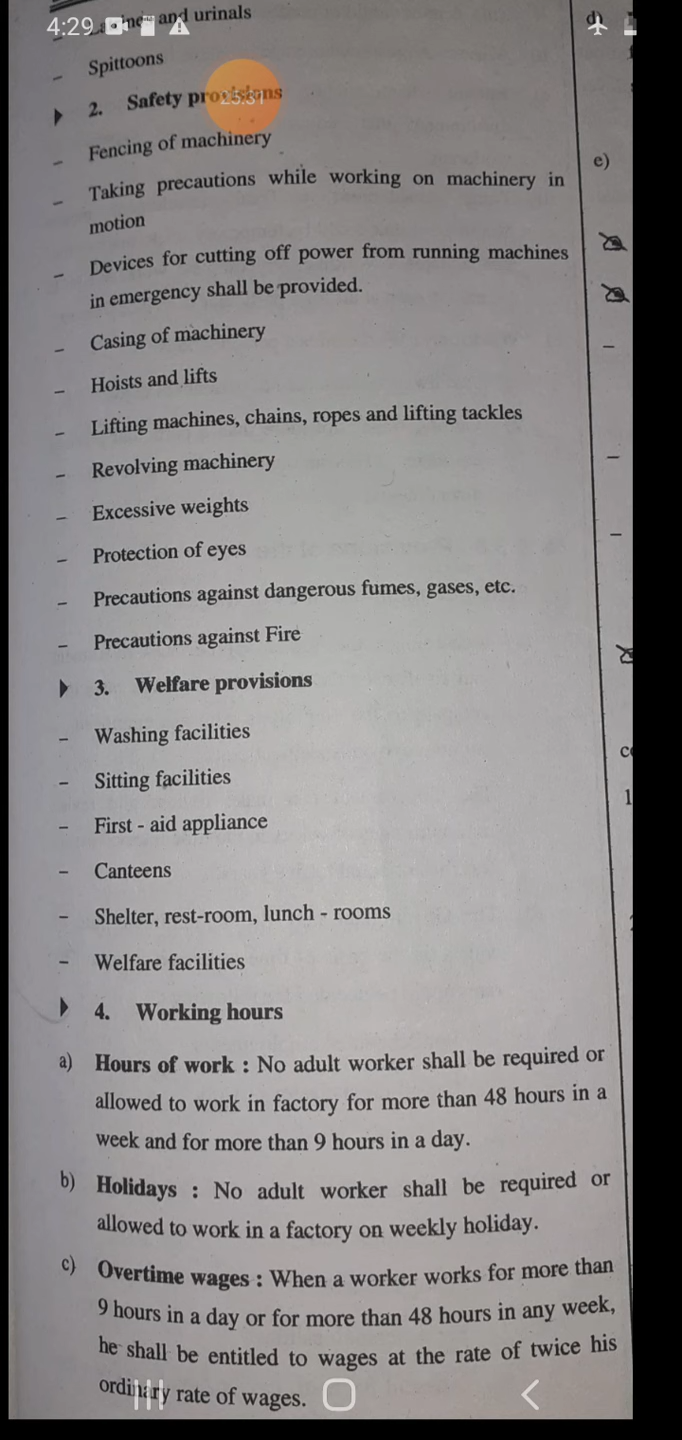 4:29
and urinals
d)
– Spittoons
2. Safety provisions
– Fencing of machinery
e)
– Taking precautions while working on machinery in
motion
– Devices for cutting off power from running machines
in emergency shall be provided.
– Casing of machinery
– Hoists and lifts
– Lifting machines, chains, ropes and lifting tackles
– Revolving machinery
– Excessive weights
– Protection of eyes
– Precautions against dangerous fumes, gases, etc.
– Precautions against Fire
3. Welfare provisions
– Washing facilities
– Sitting facilities
– First - aid appliance
– Canteens
– Shelter, rest-room, lunch - rooms
– Welfare facilities
4. Working hours
a) Hours of work : No adult worker shall be required or
allowed to work in factory for more than 48 hours in a
week and for more than 9 hours in a day.
b) Holidays : No adult worker shall be required or
allowed to work in a factory on weekly holiday.
c) Overtime wages : When a worker works for more than
9 hours in a day or for more than 48 hours in any week,
he shall be entitled to wages at the rate of twice his
ordinary rate of wages.